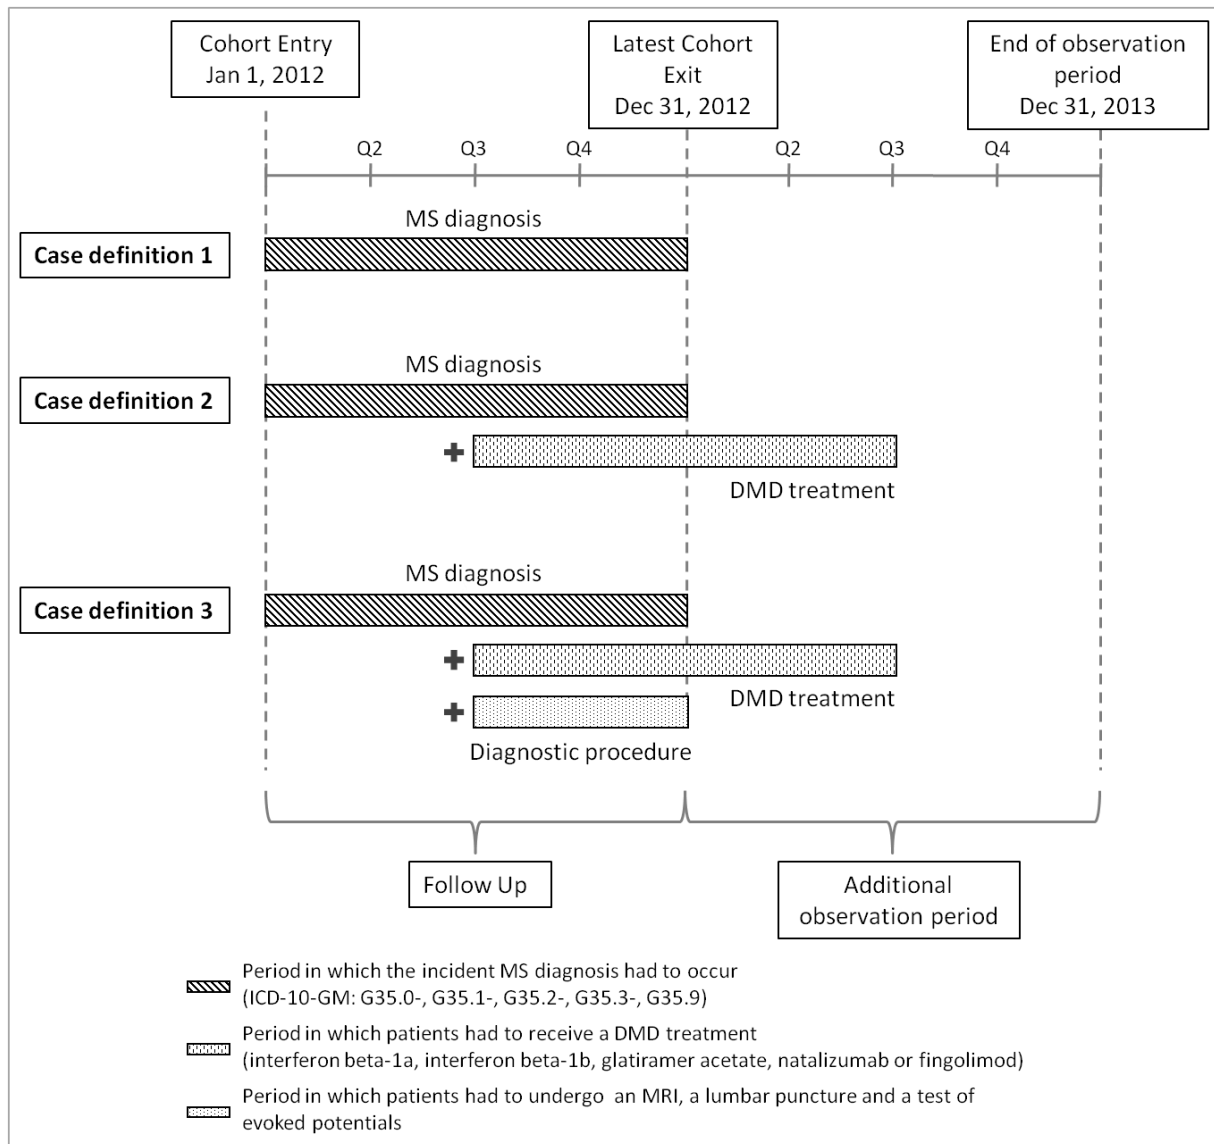 Cohort Entry
Jan 1, 2012
Latest Cohort
Exit
Dec 31, 2012
End of observation
period
Dec 31, 2013
Q2
Q3
Q4
Q2
Q3
Q4
MS diagnosis
Case definition 1
MS diagnosis
Case definition 2
+
DMD treatment
MS diagnosis
Case definition 3
+
DMD treatment
+
Diagnostic procedure
Follow Up
Additional
observation period
Period in which the incident MS diagnosis had to occur
(ICD-10-GM: G35.0-, G35.1-, G35.2-, G35.3-, G35.9)
Period in which patients had to receive a DMD treatment
(interferon beta-1a, interferon beta-1b, glatiramer acetate, natalizumab or fingolimod)
Period in which patients had to undergo an MRI, a lumbar puncture and a test of
evoked potentials